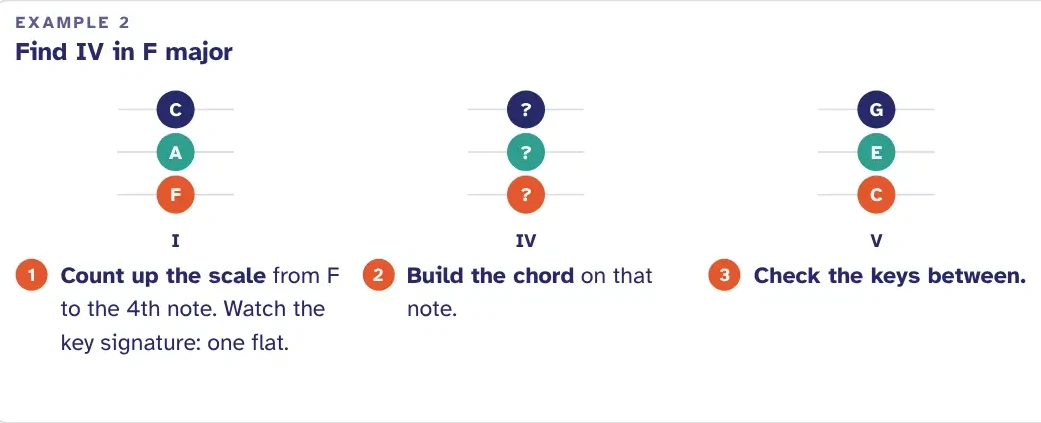 EXAMPLE 2
Find IV in F major
C
A
F
I
?
?
?
IV
G
E
C
V
1 Count up the scale from F
to the 4th note. Watch the
key signature: one flat.
2 Build the chord on that
note.
3 Check the keys between.